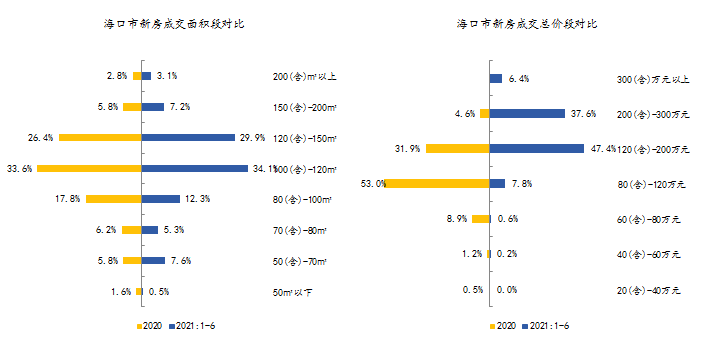 海口市新房成交面积段对比
2.8% 3.1% 200(含)㎡以上
5.8% 7.2% 150(含)-200㎡
26.4% 29.9% 120(含)-150㎡
33.6% 34.1% 100(含)-120㎡
17.8% 12.3% 80(含)-100㎡
6.2% 5.3% 70(含)-80㎡
5.8% 7.6% 50(含)-70㎡
1.6% 0.5% 50㎡以下
2020 2021:1-6
海口市新房成交总价段对比
6.4% 300(含)万元以上
4.6% 37.6% 200(含)-300万元
31.9% 47.4% 120(含)-200万元
53.0% 7.8% 80(含)-120万元
8.9% 0.6% 60(含)-80万元
1.2% 0.2% 40(含)-60万元
0.5% 0.0% 20(含)-40万元
2020 2021:1-6